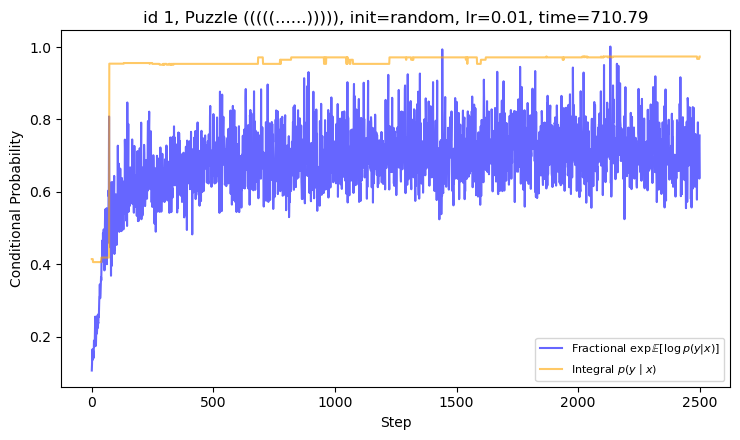 id 1, Puzzle (((((......))))), init=random, lr=0.01, time=710.79
Conditional Probability
1.0
0.8
0.6
0.4
0.2
0
500
1000
1500
2000
2500
Step
Fractional exp𝔼[log p(y|x)]
Integral p(y | x)